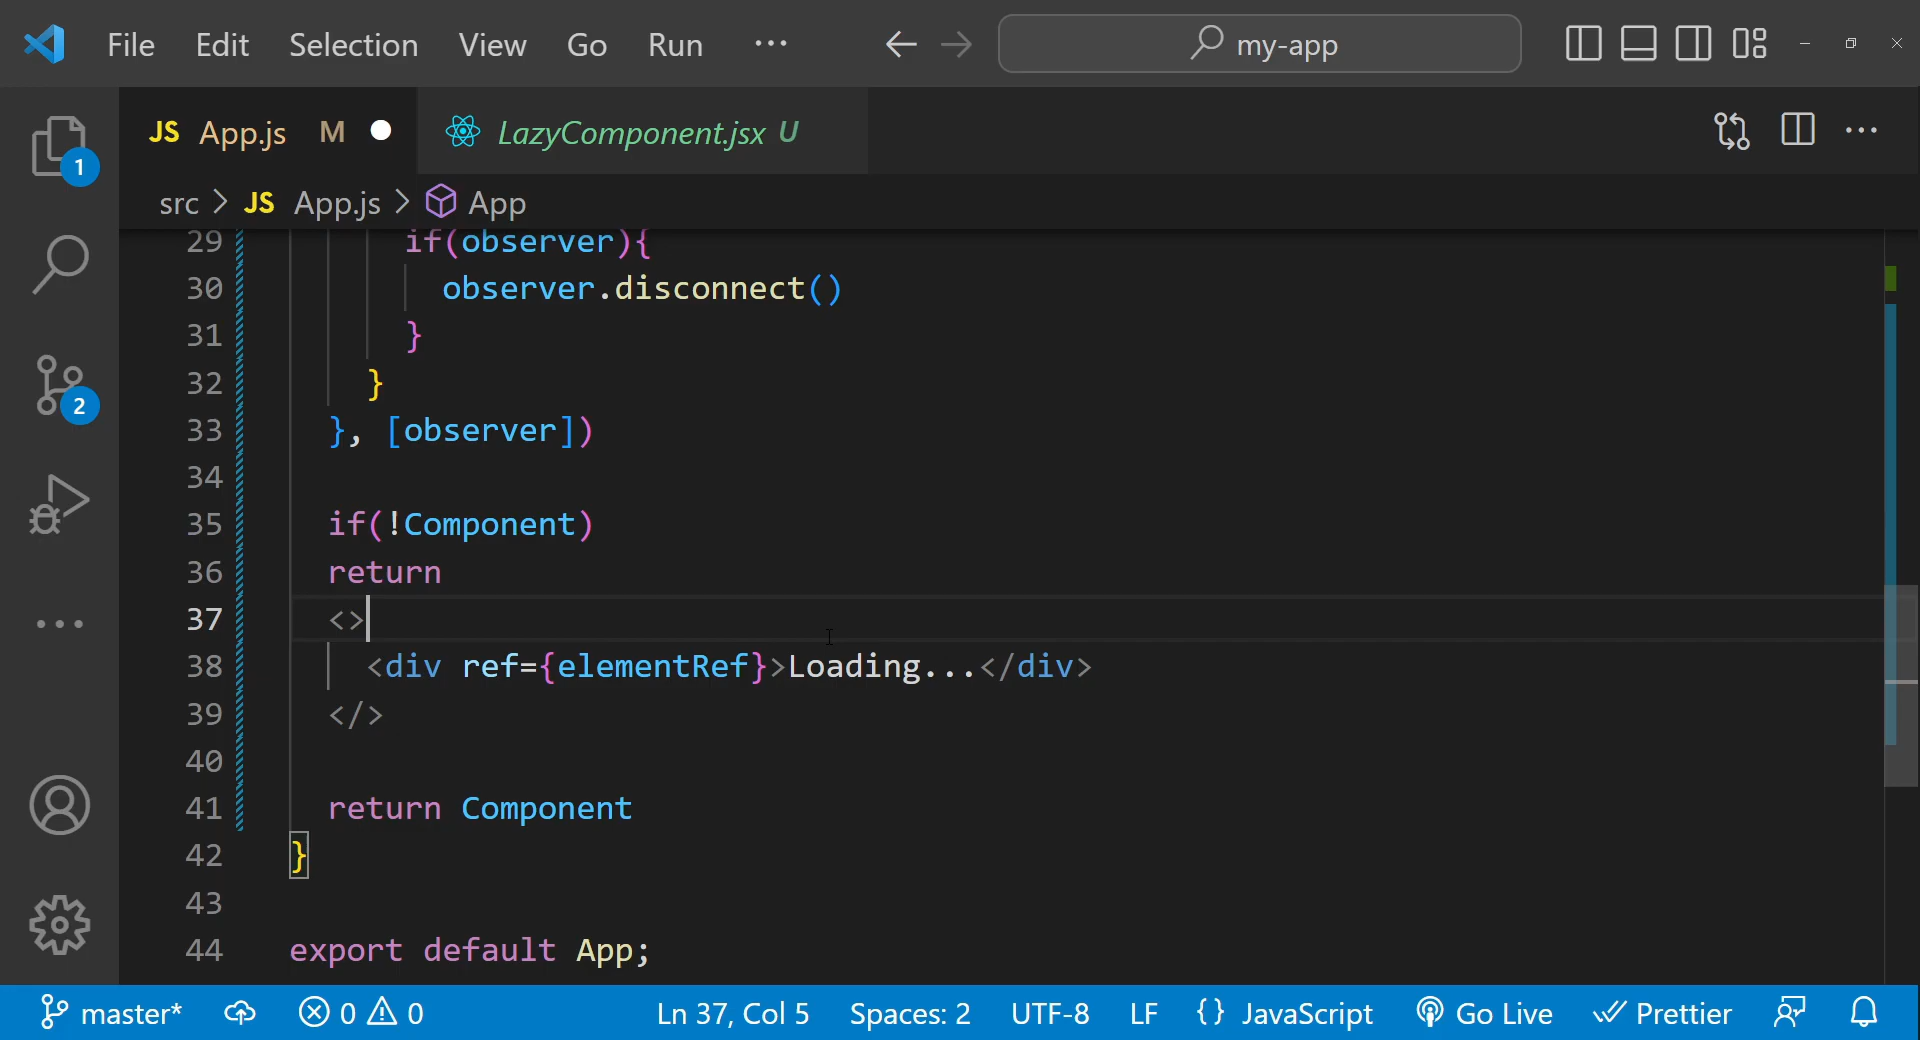 File Edit Selection View Go Run ··· my-app
JS App.js M LazyComponent.jsx U
src > JS App.js > App
29 if(observer){
30 observer.disconnect()
31 }
32 }
33 }, [observer])
34
35 if(!Component)
36 return
37 <>
38 <div ref={elementRef}>Loading...</div>
39 </>
40
41 return Component
42 }
43
44 export default App;
1
2
master* 0 0 Ln 37, Col 5 Spaces: 2 UTF-8 LF {} JavaScript Go Live Prettier